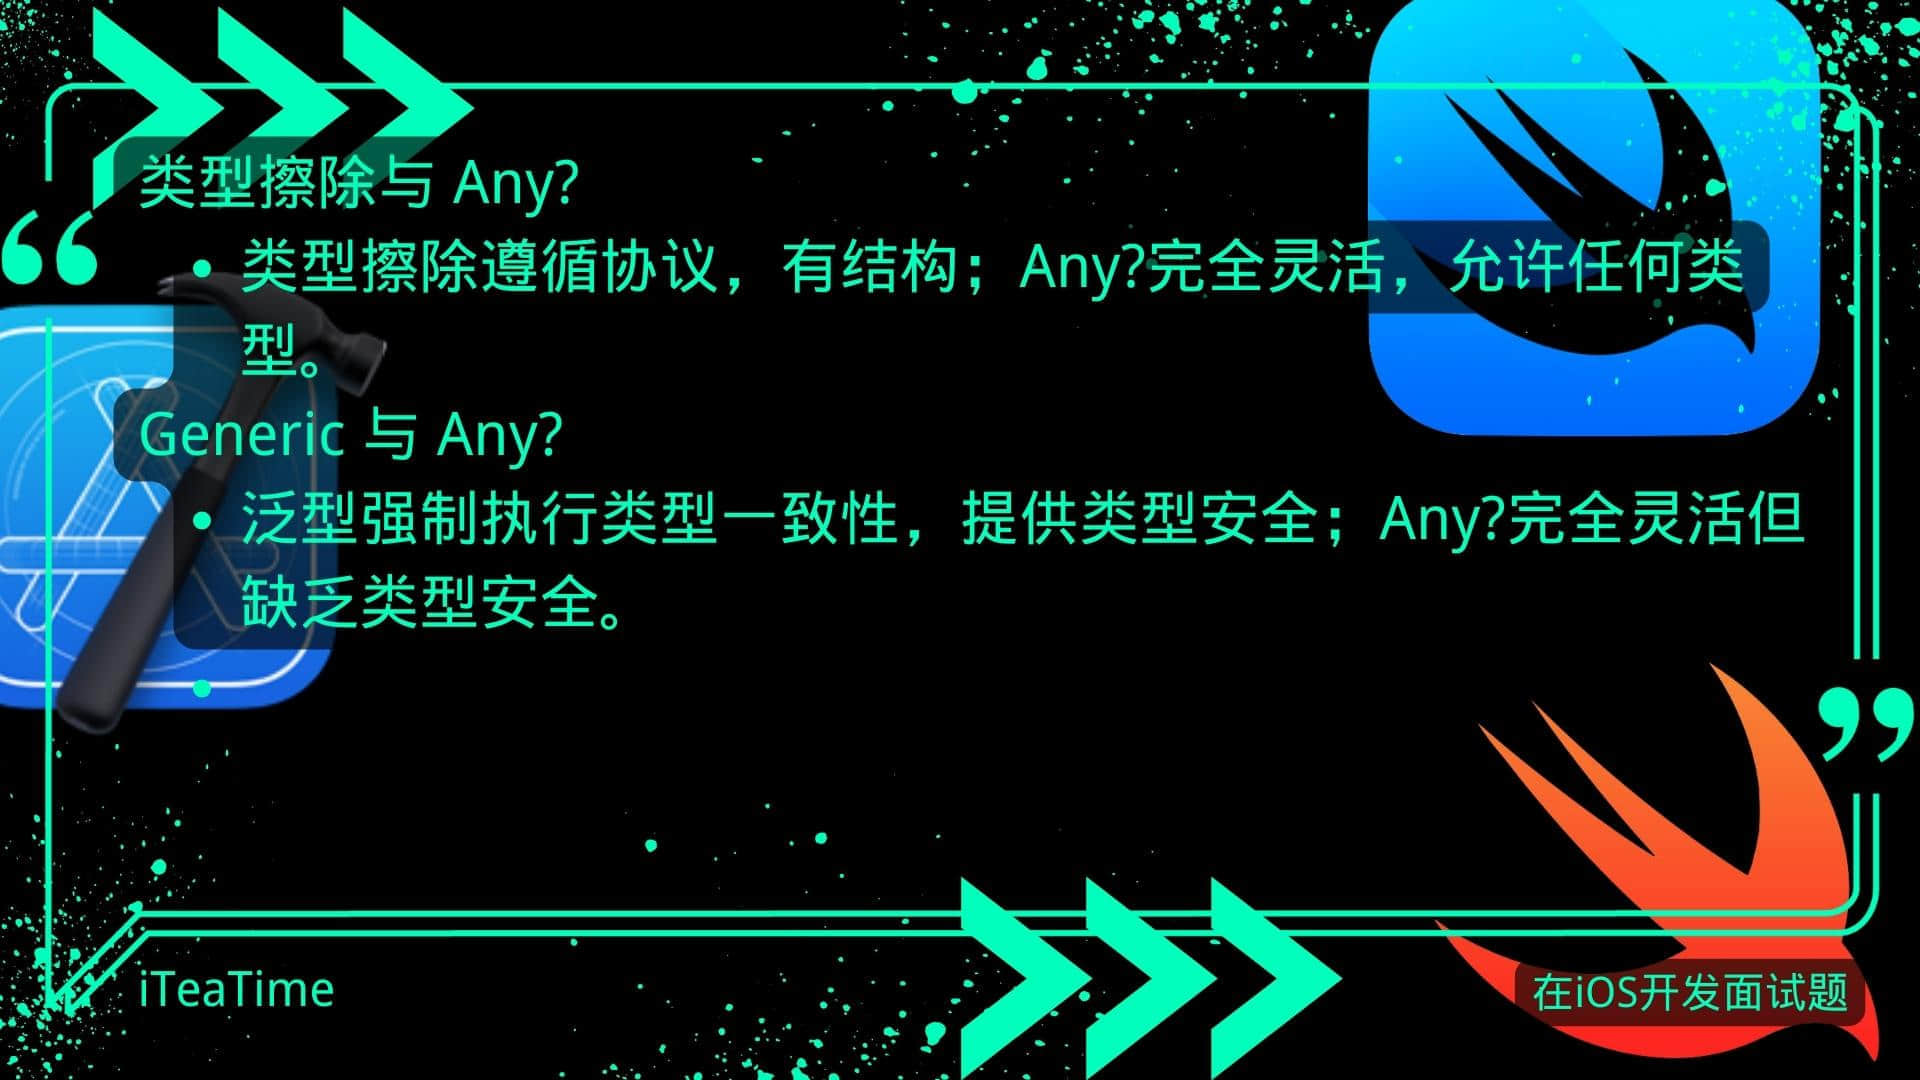 类型擦除与 Any?
• 类型擦除遵循协议，有结构；Any?完全灵活，允许任何类
型。
Generic 与 Any?
• 泛型强制执行类型一致性，提供类型安全；Any?完全灵活但
缺乏类型安全。
•
iTeaTime
在iOS开发面试题